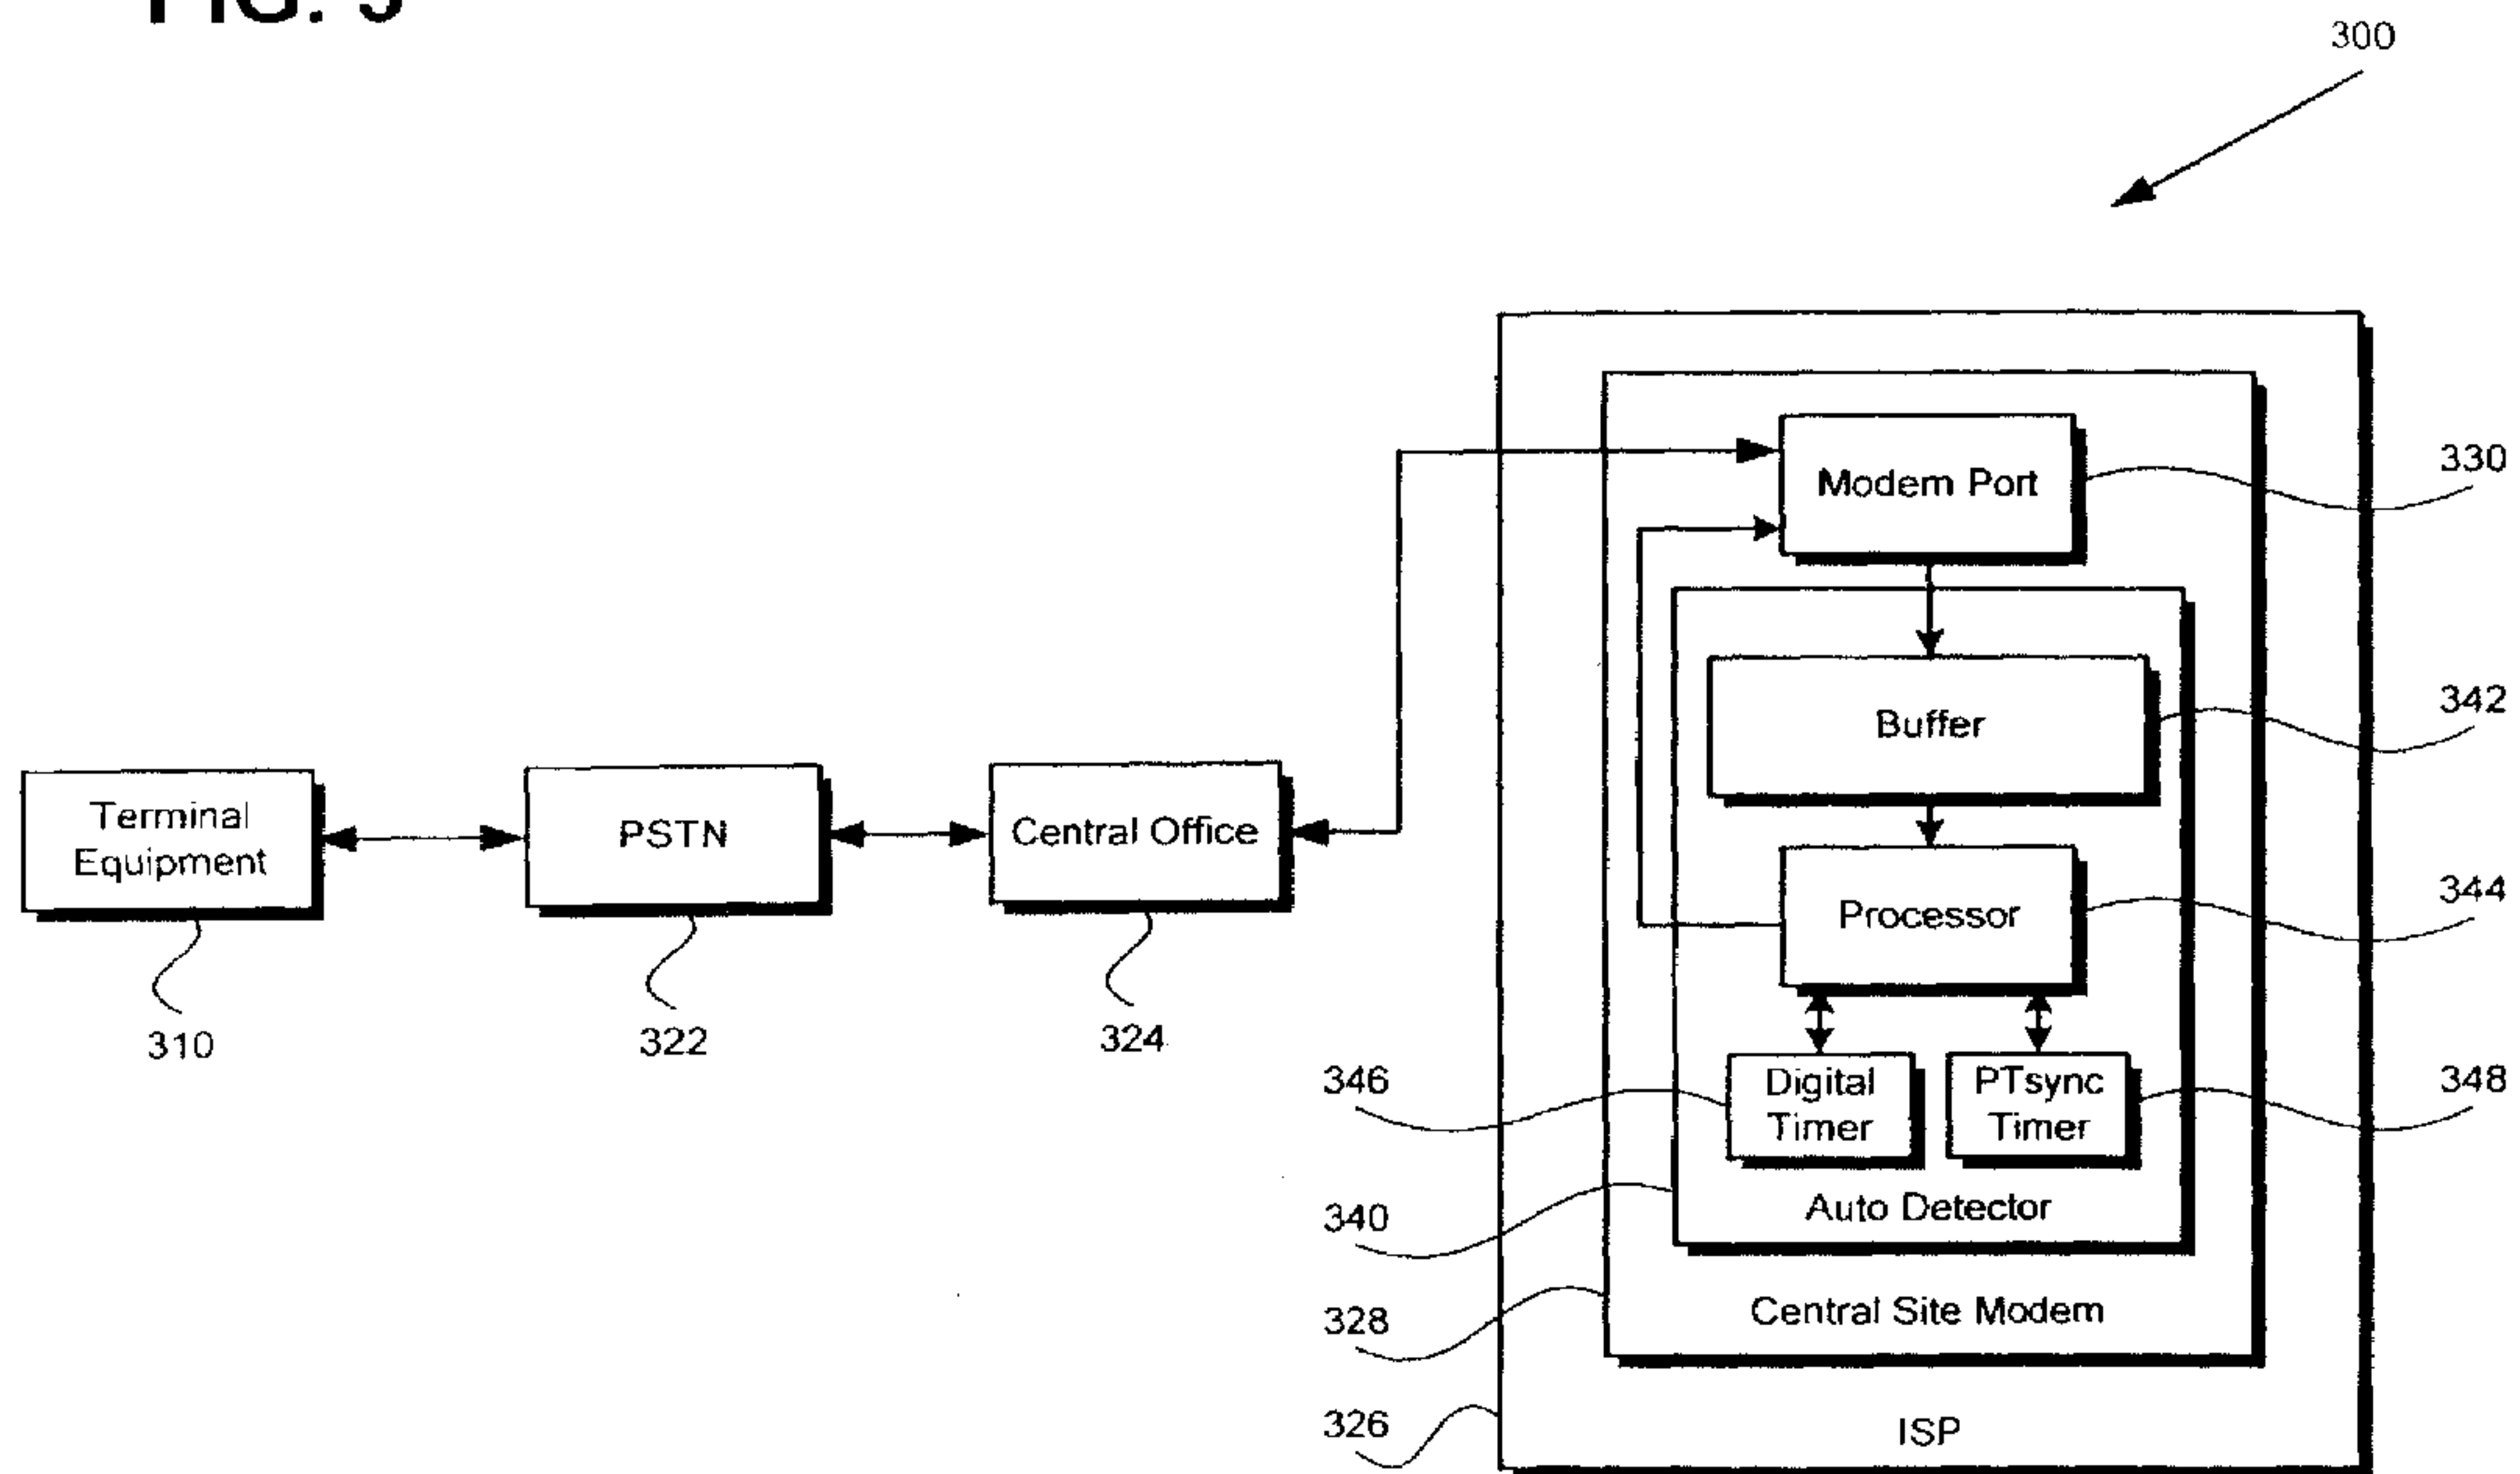 300
Modem Port
330
Buffer
342
Terminal
Equipment
PSTN
Central Office
Processor
344
310
322
324
346
Digital
Timer
PTsync
Timer
348
340
Auto Detector
328
Central Site Modem
326
ISP